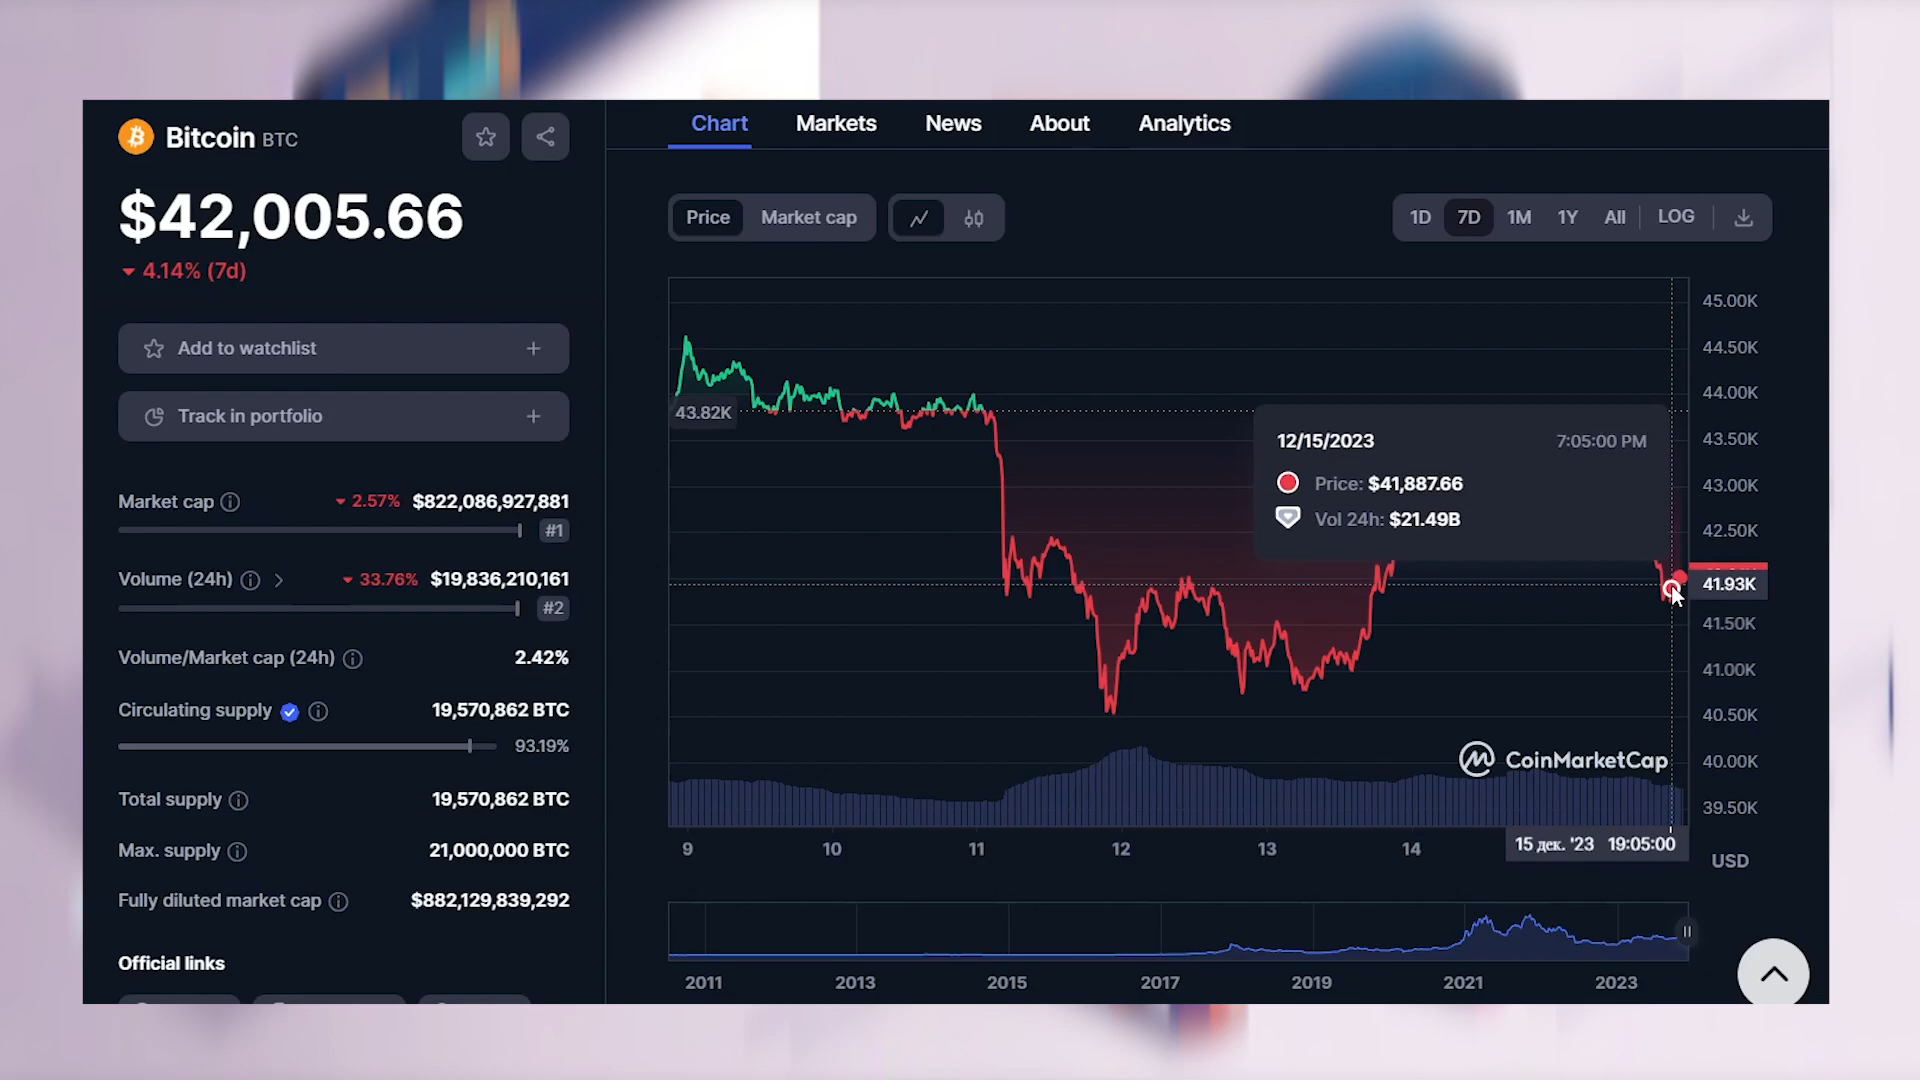 Bitcoin BTC
$42,005.66
4.14% (7d)
Add to watchlist
Track in portfolio
Market cap 2.57% $822,086,927,881
#1
Volume (24h) 33.76% $19,836,210,161
#2
Volume/Market cap (24h) 2.42%
Circulating supply 19,570,862 BTC
93.19%
Total supply 19,570,862 BTC
Max. supply 21,000,000 BTC
Fully diluted market cap $882,129,839,292
Official links
Chart Markets News About Analytics
Price Market cap
1D 7D 1M 1Y All LOG
45.00K
44.50K
44.00K
43.82K
43.50K
43.00K
42.50K
41.93K
41.50K
41.00K
40.50K
40.00K
39.50K
12/15/2023 7:05:00 PM
Price: $41,887.66
Vol 24h: $21.49B
CoinMarketCap
9 10 11 12 13 14
15 дек. '23 19:05:00
USD
2011 2013 2015 2017 2019 2021 2023